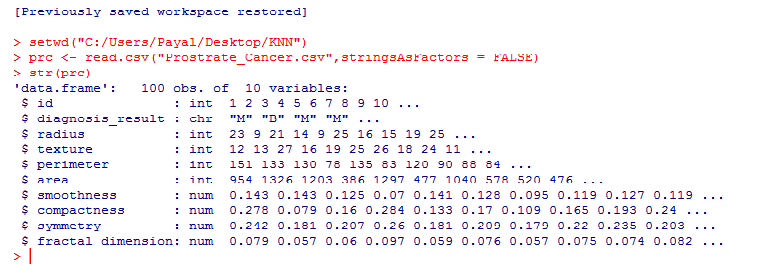 [Previously saved workspace restored]
> setwd("C:/Users/Payal/Desktop/KNN")
> prc <- read.csv("Prostrate_Cancer.csv",stringsAsFactors = FALSE)
> str(prc)
'data.frame': 100 obs. of 10 variables:
$ id : int 1 2 3 4 5 6 7 8 9 10 ...
$ diagnosis_result : chr "M" "B" "M" "M" ...
$ radius : int 23 9 21 14 9 25 16 15 19 25 ...
$ texture : int 12 13 27 16 19 25 26 18 24 11 ...
$ perimeter : int 151 133 130 78 135 83 120 90 88 84 ...
$ area : int 954 1326 1203 386 1297 477 1040 578 520 476 ...
$ smoothness : num 0.143 0.143 0.125 0.07 0.141 0.128 0.095 0.119 0.127 0.119 ...
$ compactness : num 0.278 0.079 0.16 0.284 0.133 0.17 0.109 0.165 0.193 0.24 ...
$ symmetry : num 0.242 0.181 0.207 0.26 0.181 0.209 0.179 0.22 0.235 0.203 ...
$ fractal_dimension: num 0.079 0.057 0.06 0.097 0.059 0.076 0.057 0.075 0.074 0.082 ...
>